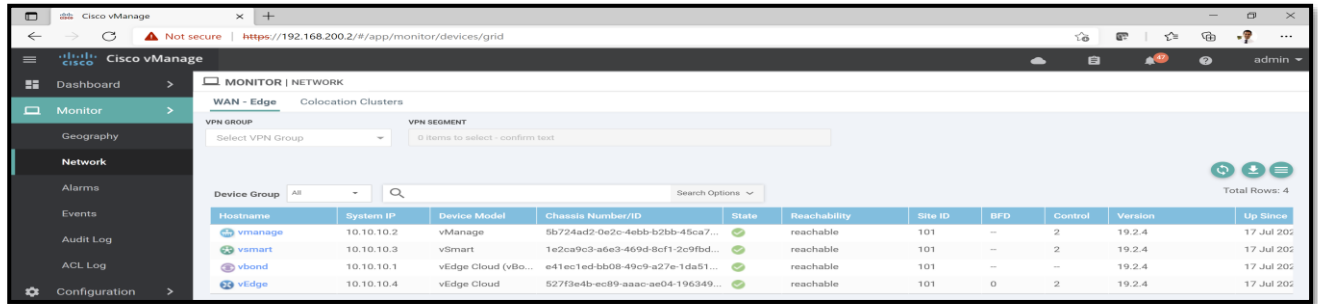 Cisco vManage
Not secure | https://192.168.200.2/#/app/monitor/devices/grid
cisco Cisco vManage 47 admin
Dashboard
MONITOR | NETWORK
Monitor
WAN - Edge Colocation Clusters
VPN GROUP VPN SEGMENT
Select VPN Group 0 items to select - confirm text
Geography
Network
Alarms
Events
Audit Log
ACL Log
Configuration
Total Rows: 4
Device Group All Search Options
Hostname System IP Device Model Chassis Number/ID State Reachability Site ID BFD Control Version Up Since
vmanage 10.10.10.2 vManage 5b724ad2-0e2c-4ebb-b2bb-45ca7... reachable 101 -- 2 19.2.4 17 Jul 202
vsmart 10.10.10.3 vSmart 1e2ca9c3-a6e3-469d-8cf1-2c9fbd... reachable 101 -- 2 19.2.4 17 Jul 202
vbond 10.10.10.1 vEdge Cloud (vBo... e41ec1ed-bb08-49c9-a27e-1da51... reachable 101 -- -- 19.2.4 17 Jul 202
vEdge 10.10.10.4 vEdge Cloud 527f3e4b-ec89-aaac-ae04-196349... reachable 101 0 2 19.2.4 17 Jul 202